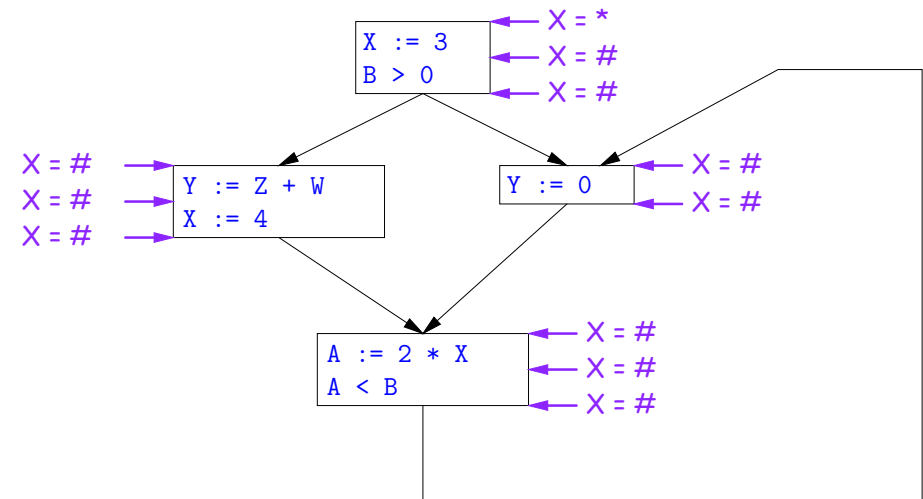 X = *
X := 3
X = #
B > 0
X = #
X = #
Y := Z + W
X = #
X := 4
X = #
X = #
Y := 0
X = #
X = #
A := 2 * X
X = #
A < B
X = #